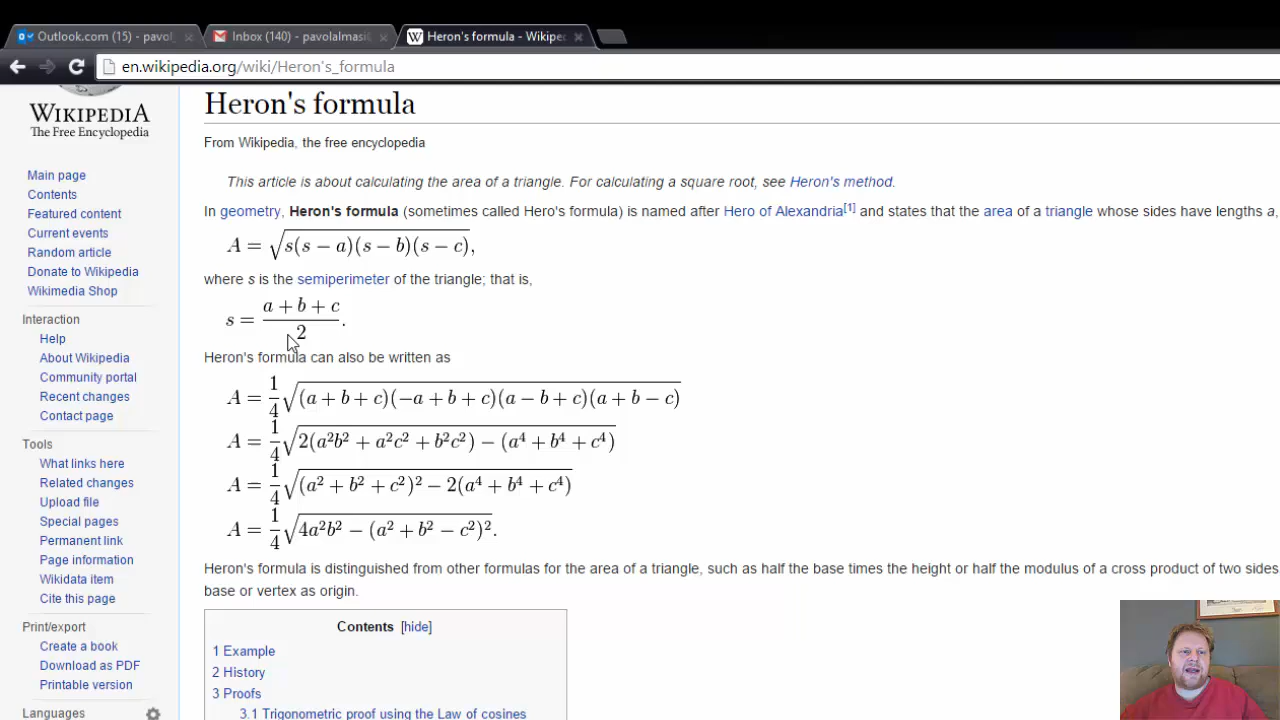 Outlook.com (15) - pavol
Inbox (140) - pavolalmasi
Heron's formula - Wikipe
en.wikipedia.org/wiki/Heron's_formula
WIKIPEDIA
The Free Encyclopedia
Main page
Contents
Featured content
Current events
Random article
Donate to Wikipedia
Wikimedia Shop
Interaction
Help
About Wikipedia
Community portal
Recent changes
Contact page
Tools
What links here
Related changes
Upload file
Special pages
Permanent link
Page information
Wikidata item
Cite this page
Print/export
Create a book
Download as PDF
Printable version
Languages
Heron's formula
From Wikipedia, the free encyclopedia
This article is about calculating the area of a triangle. For calculating a square root, see Heron's method.
In geometry, Heron's formula (sometimes called Hero's formula) is named after Hero of Alexandria[1] and states that the area of a triangle whose sides have lengths a,
A = √(s(s − a)(s − b)(s − c)),
where s is the semiperimeter of the triangle; that is,
s = (a + b + c)/2.
Heron's formula can also be written as
A = 1/4 √((a + b + c)(−a + b + c)(a − b + c)(a + b − c))
A = 1/4 √(2(a²b² + a²c² + b²c²) − (a⁴ + b⁴ + c⁴))
A = 1/4 √((a² + b² + c²)² − 2(a⁴ + b⁴ + c⁴))
A = 1/4 √(4a²b² − (a² + b² − c²)²).
Heron's formula is distinguished from other formulas for the area of a triangle, such as half the base times the height or half the modulus of a cross product of two sides
base or vertex as origin.
Contents [hide]
1 Example
2 History
3 Proofs
3.1 Trigonometric proof using the Law of cosines